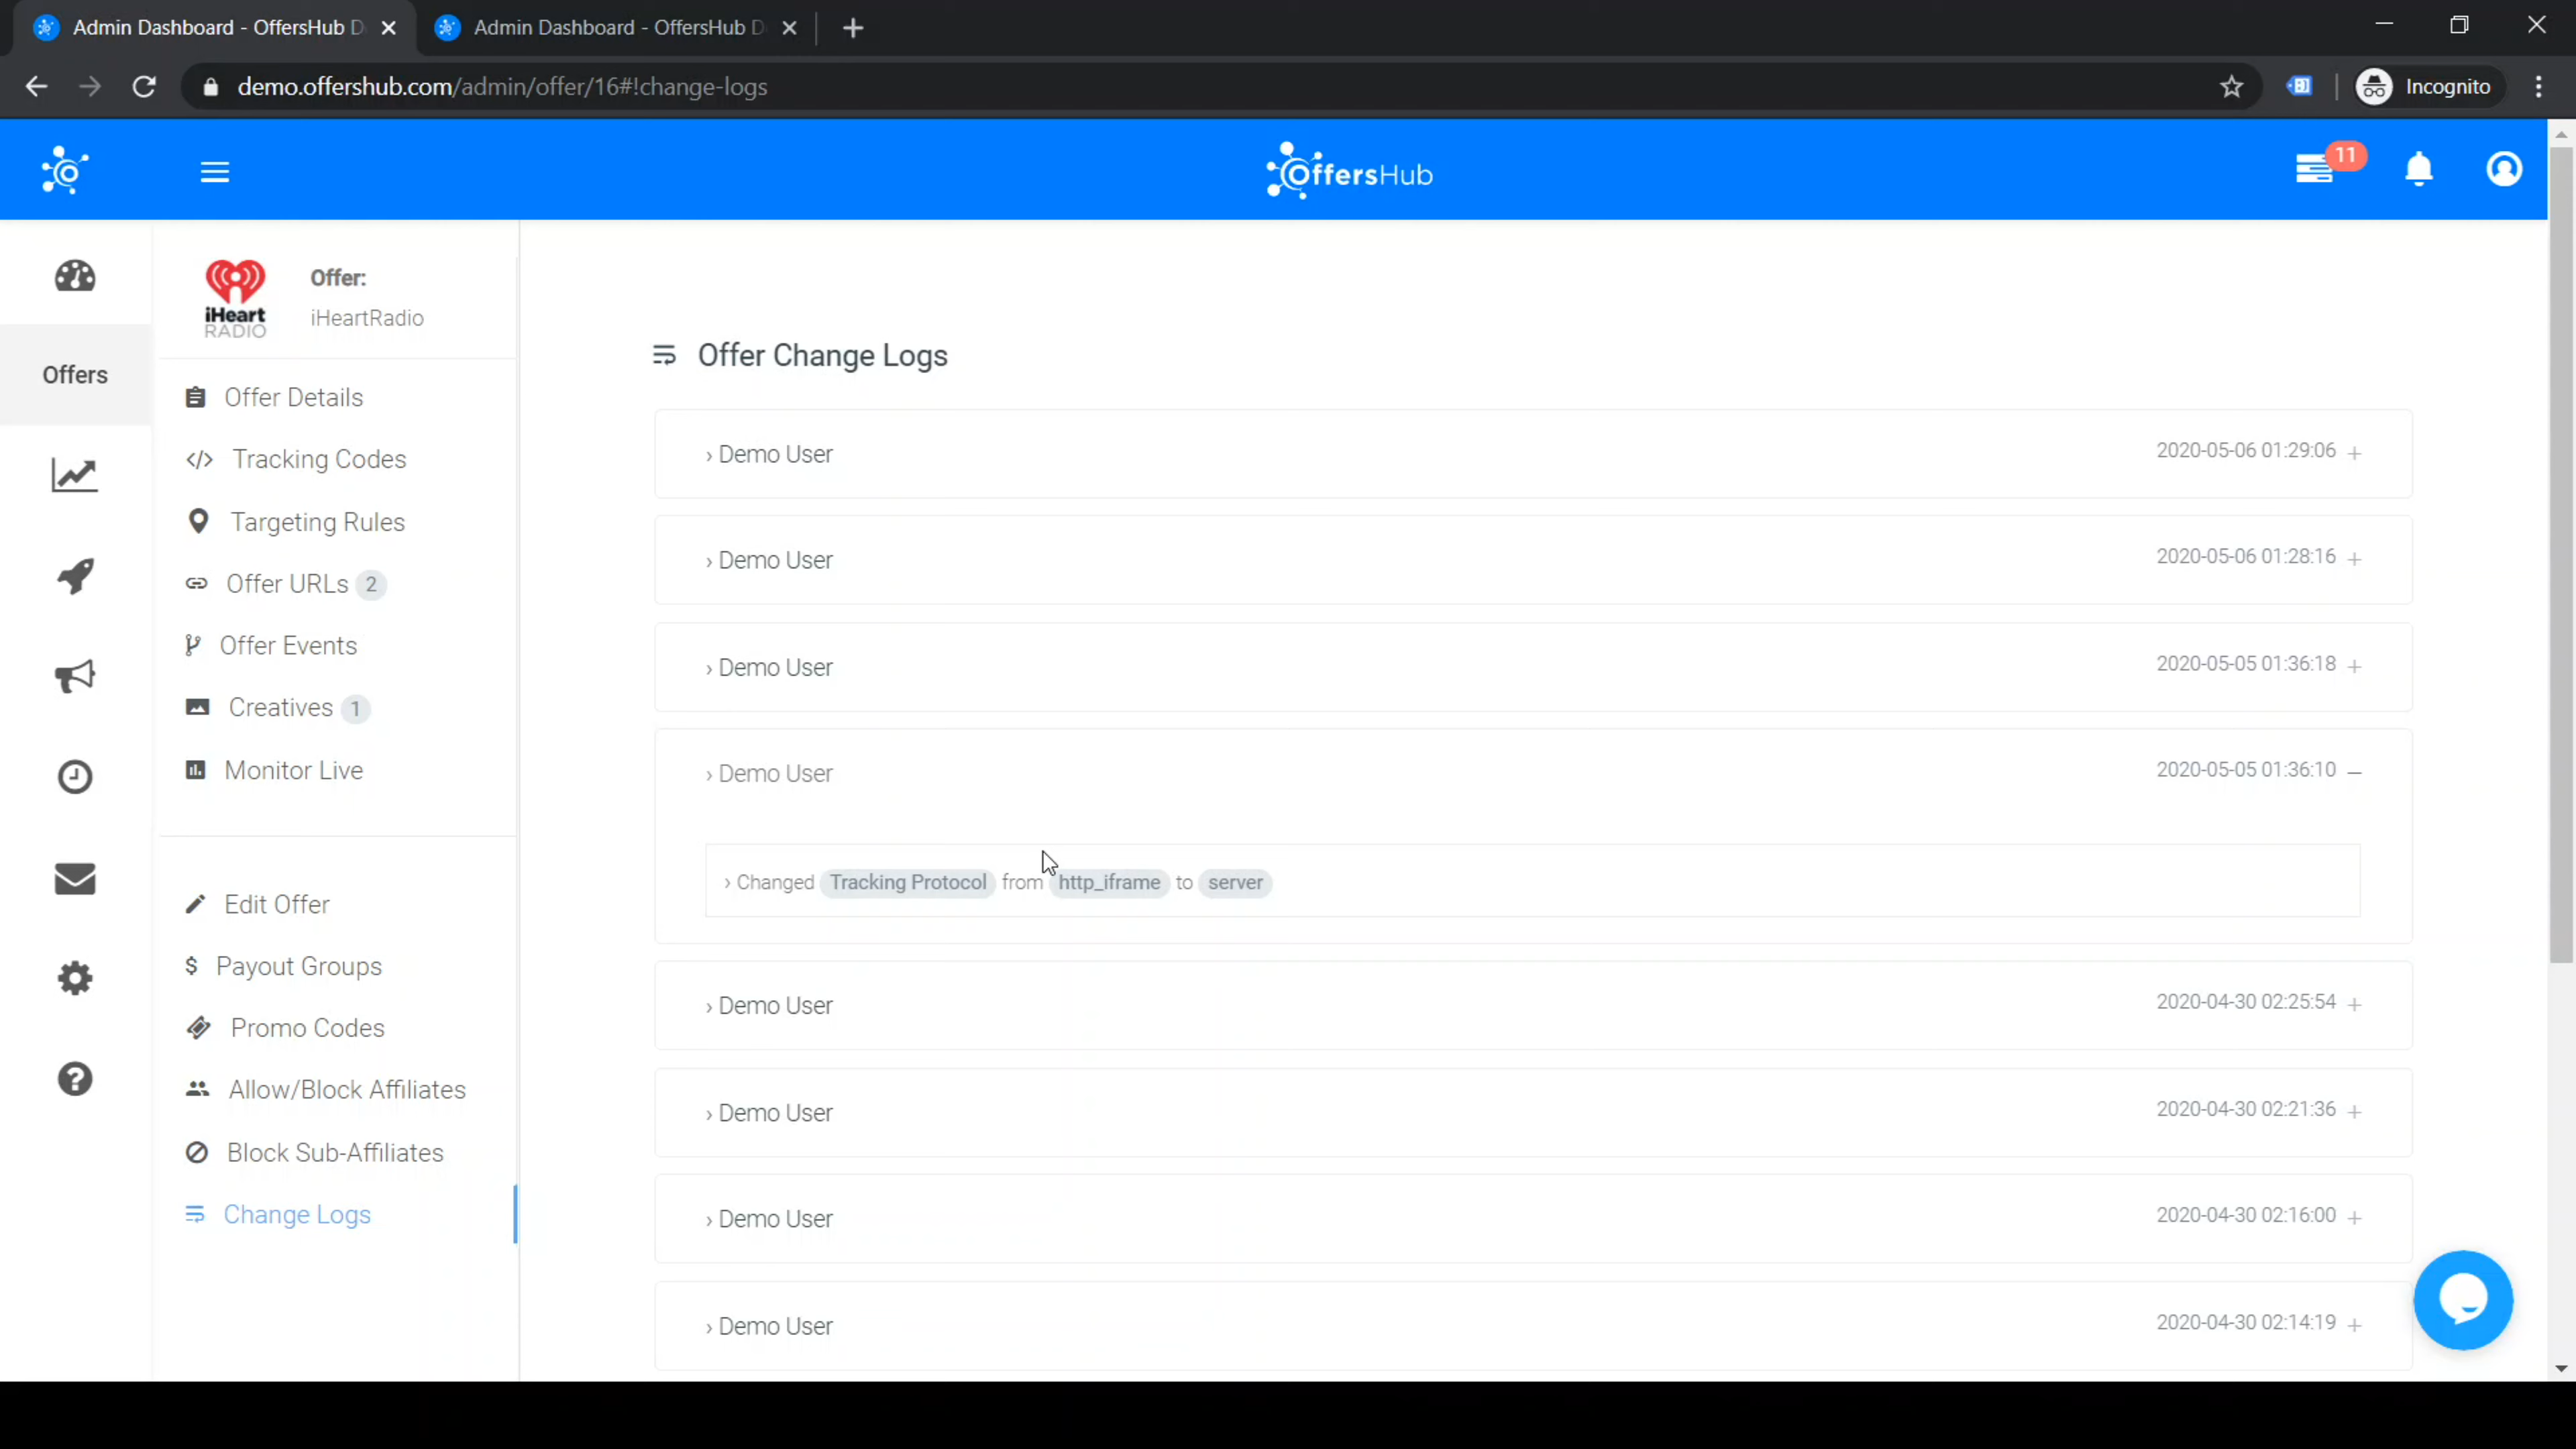 Admin Dashboard - OffersHub D
Admin Dashboard - OffersHub D
demo.offershub.com/admin/offer/16#!change-logs
Incognito
OffersHub
11
iHeart
RADIO
Offer:
iHeartRadio
Offers
Offer Details
Tracking Codes
Targeting Rules
Offer URLs 2
Offer Events
Creatives 1
Monitor Live
Edit Offer
Payout Groups
Promo Codes
Allow/Block Affiliates
Block Sub-Affiliates
Change Logs
Offer Change Logs
› Demo User 2020-05-06 01:29:06 +
› Demo User 2020-05-06 01:28:16 +
› Demo User 2020-05-05 01:36:18 +
› Demo User 2020-05-05 01:36:10 –
› Changed Tracking Protocol from http_iframe to server
› Demo User 2020-04-30 02:25:54 +
› Demo User 2020-04-30 02:21:36 +
› Demo User 2020-04-30 02:16:00 +
› Demo User 2020-04-30 02:14:19 +